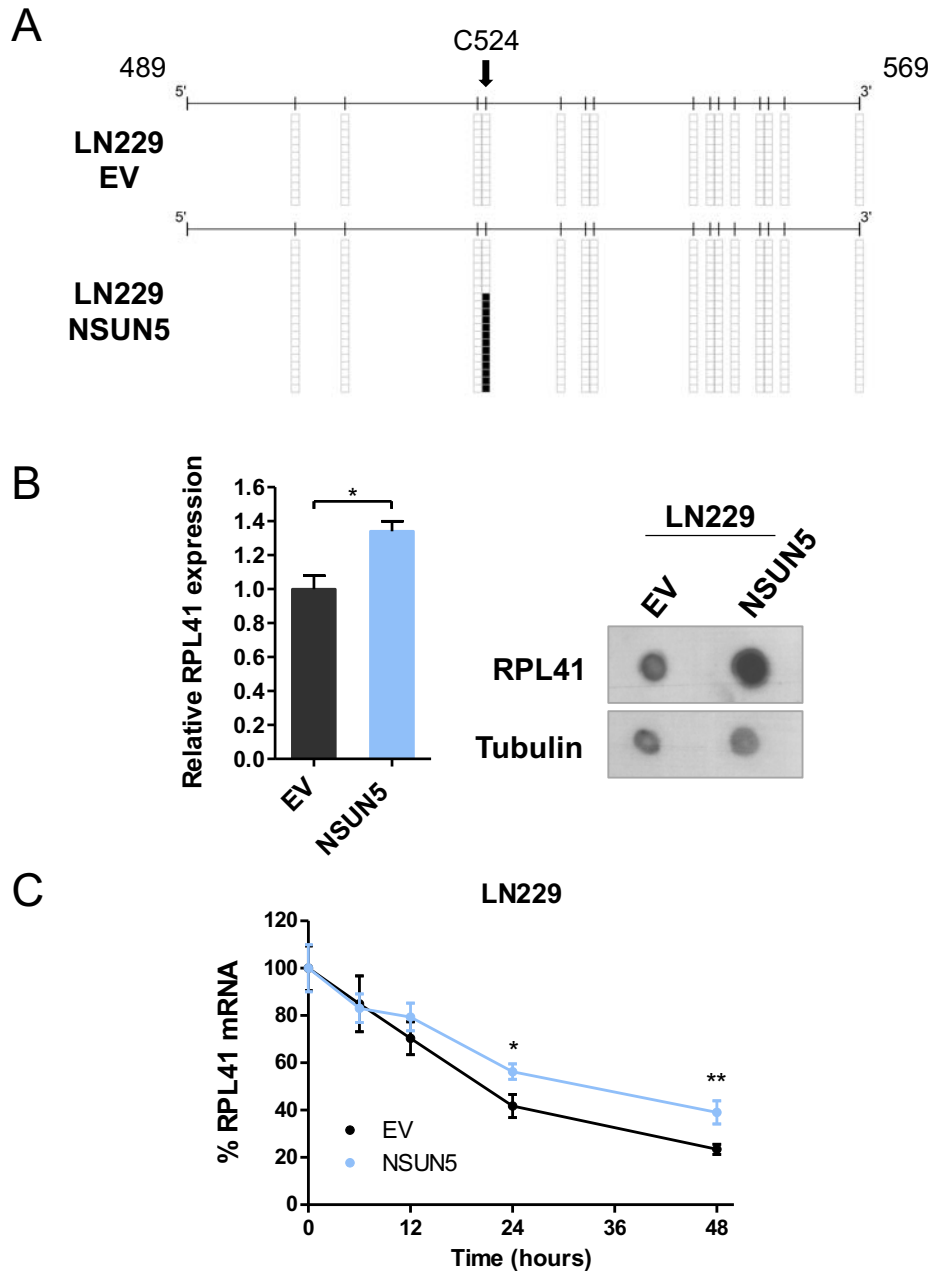 A
C524
489
569
5'
3'
LN229
EV
5'
3'
LN229
NSUN5
B
Relative RPL41 expression
1.6
1.4
1.2
1.0
0.8
0.6
0.4
0.2
0.0
*
EV
NSUN5
LN229
EV
NSUN5
RPL41
Tubulin
C
LN229
% RPL41 mRNA
120
100
80
60
40
20
0
*
**
EV
NSUN5
0
12
24
36
48
Time (hours)